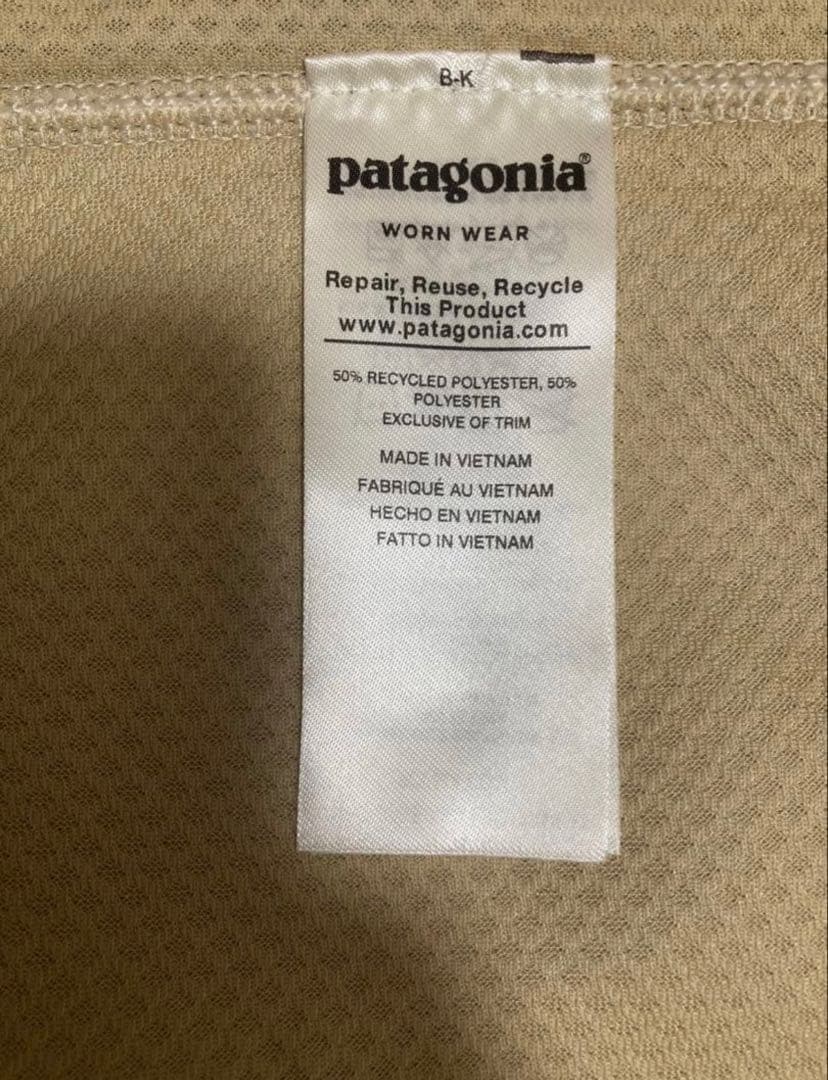 B-K
patagonia®
WORN WEAR
Repair, Reuse, Recycle
This Product
www.patagonia.com
50% RECYCLED POLYESTER, 50%
POLYESTER
EXCLUSIVE OF TRIM
MADE IN VIETNAM
FABRIQUÉ AU VIETNAM
HECHO EN VIETNAM
FATTO IN VIETNAM